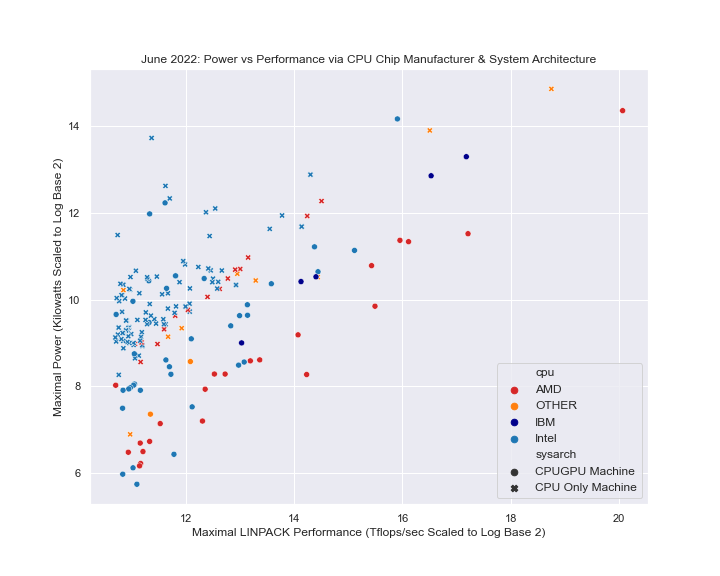 June 2022: Power vs Performance via CPU Chip Manufacturer & System Architecture
Maximal Power (Kilowatts Scaled to Log Base 2)
14
12
10
8
6
cpu
AMD
OTHER
IBM
Intel
sysarch
CPUGPU Machine
CPU Only Machine
12 14 16 18 20
Maximal LINPACK Performance (Tflops/sec Scaled to Log Base 2)